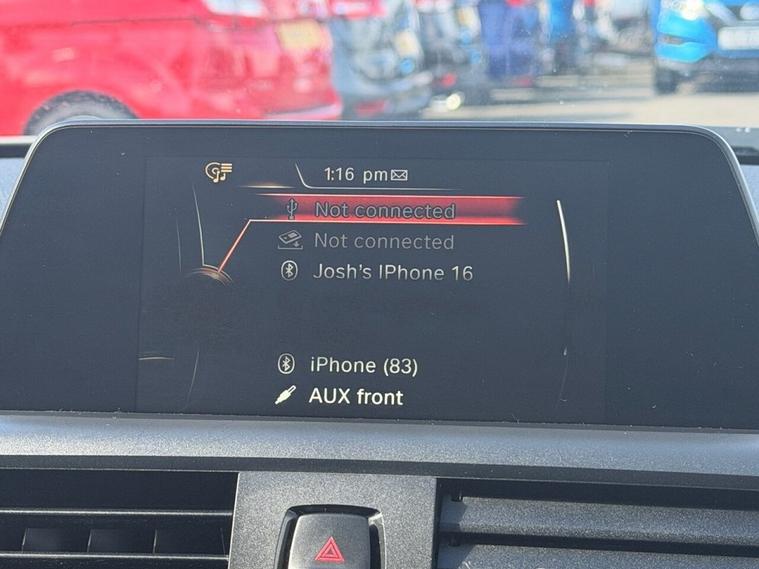 1:16 pm
Not connected
Not connected
Josh's IPhone 16
iPhone (83)
AUX front